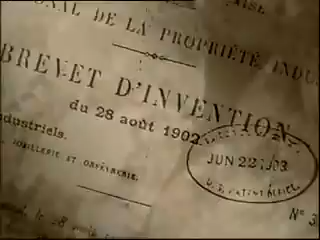 NAL DE LA PROPRIÉTÉ INDU
BREVET D'INVENTION
du 28 août 1902
dustriels.
JOAILLERIE ET ORFÈVRERIE.
JUN 22 1903
U.S. PATENT OFFICE.
N° 3